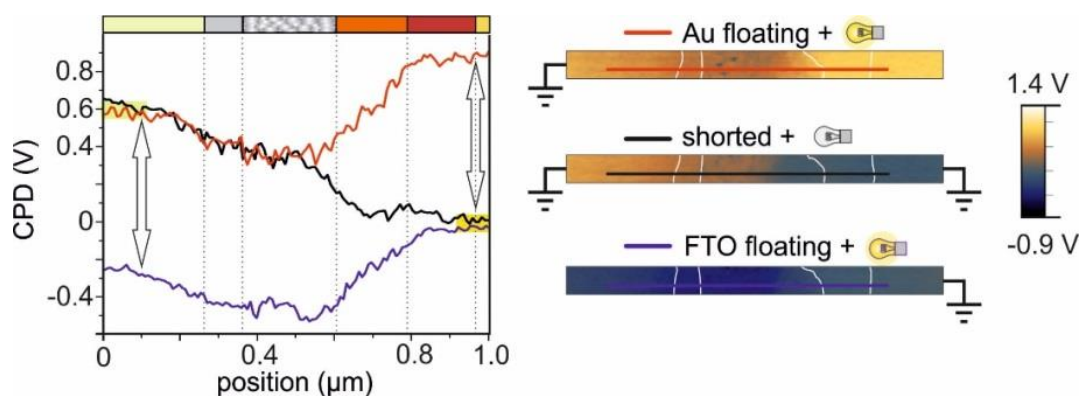 0.8
0.6
0.4
0
-0.4
CPD (V)
0
0.4
0.8
1.0
position (μm)
Au floating +
shorted +
FTO floating +
1.4 V
-0.9 V